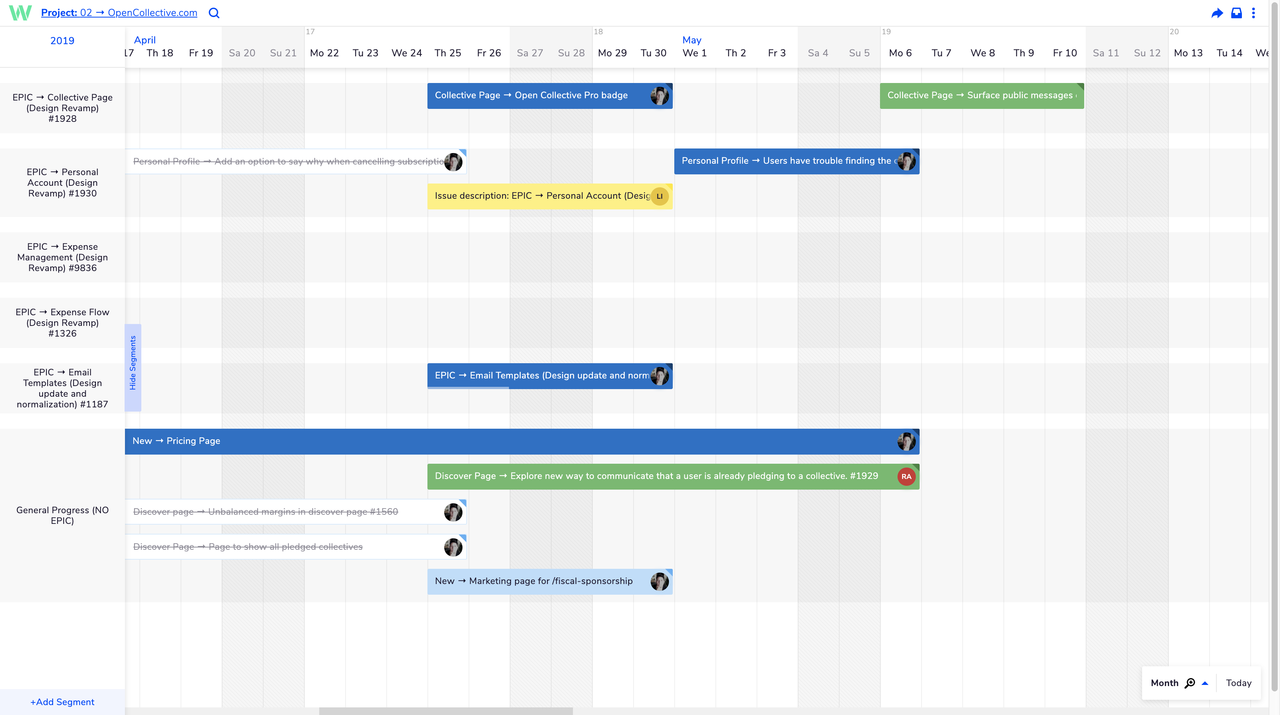 Project: 02 → OpenCollective.com
2019
17
18
19
20
April
May
17 Th 18 Fr 19 Sa 20 Su 21 Mo 22 Tu 23 We 24 Th 25 Fr 26 Sa 27 Su 28 Mo 29 Tu 30 We 1 Th 2 Fr 3 Sa 4 Su 5 Mo 6 Tu 7 We 8 Th 9 Fr 10 Sa 11 Su 12 Mo 13 Tu 14 We
EPIC → Collective Page
(Design Revamp)
#1928
Collective Page → Open Collective Pro badge
Collective Page → Surface public messages
EPIC → Personal
Account (Design
Revamp) #1930
Personal Profile → Add an option to say why when cancelling subscriptio
Personal Profile → Users have trouble finding the
Issue description: EPIC → Personal Account (Desig
LI
EPIC → Expense
Management (Design
Revamp) #9836
EPIC → Expense Flow
(Design Revamp)
#1326
Hide Segments
EPIC → Email
Templates (Design
update and
normalization) #1187
EPIC → Email Templates (Design update and norm
General Progress (NO
EPIC)
New → Pricing Page
Discover Page → Explore new way to communicate that a user is already pledging to a collective. #1929
RA
Discover page → Unbalanced margins in discover page #1560
Discover Page → Page to show all pledged collectives
New → Marketing page for /fiscal-sponsorship
+Add Segment
Month
Today